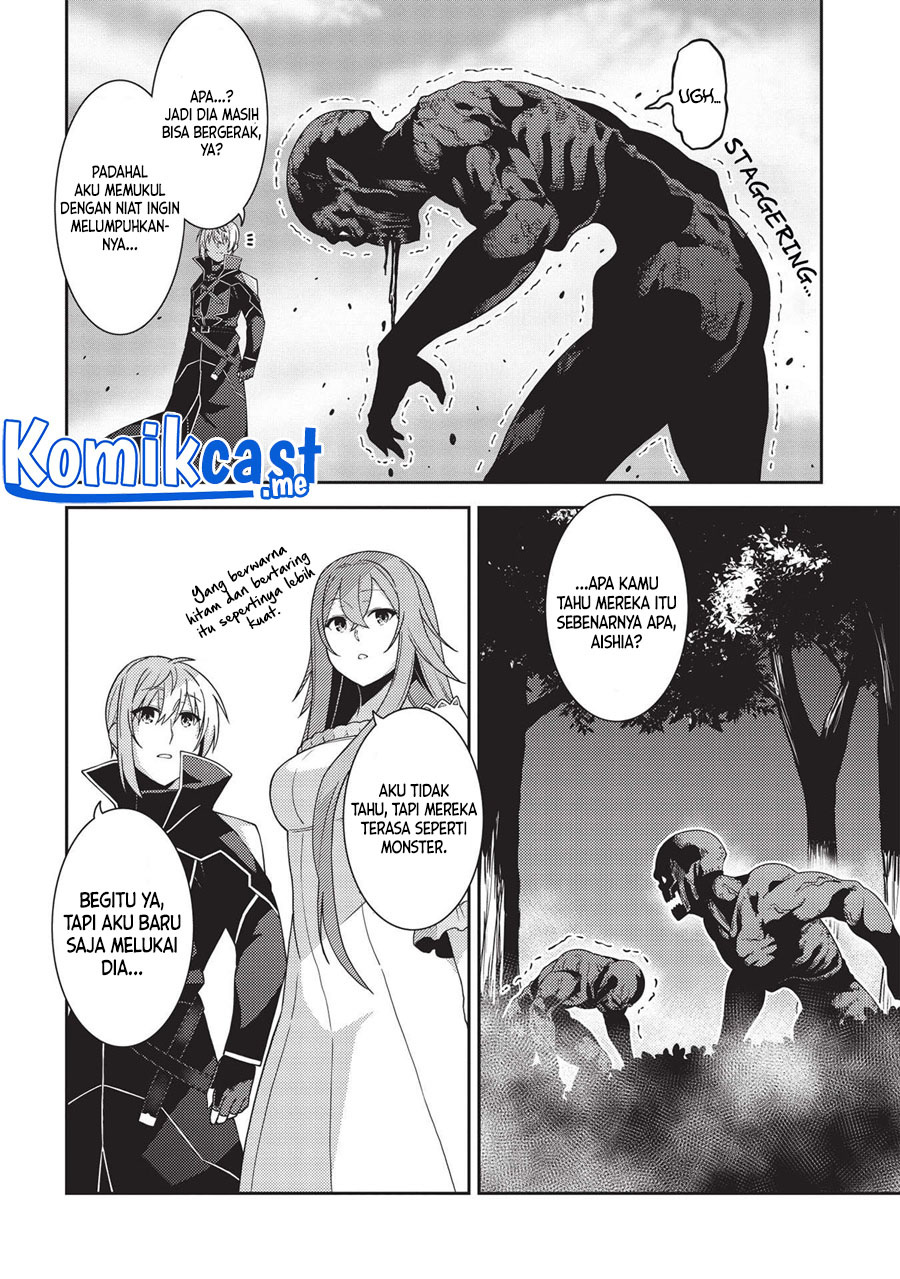 UGH...
STAGGERING...
APA...?
JADI DIA MASIH
BISA BERGERAK,
YA?
PADAHAL
AKU MEMUKUL
DENGAN NIAT INGIN
MELUMPUHKAN-
NYA...
Komikcast
.me
...APA KAMU
TAHU MEREKA ITU
SEBENARNYA APA,
AISHIA?
Yang berwarna
hitam dan bertaring
itu sepertinya lebih
kuat.
AKU TIDAK
TAHU, TAPI MEREKA
TERASA SEPERTI
MONSTER.
BEGITU YA,
TAPI AKU BARU
SAJA MELUKAI
DIA...